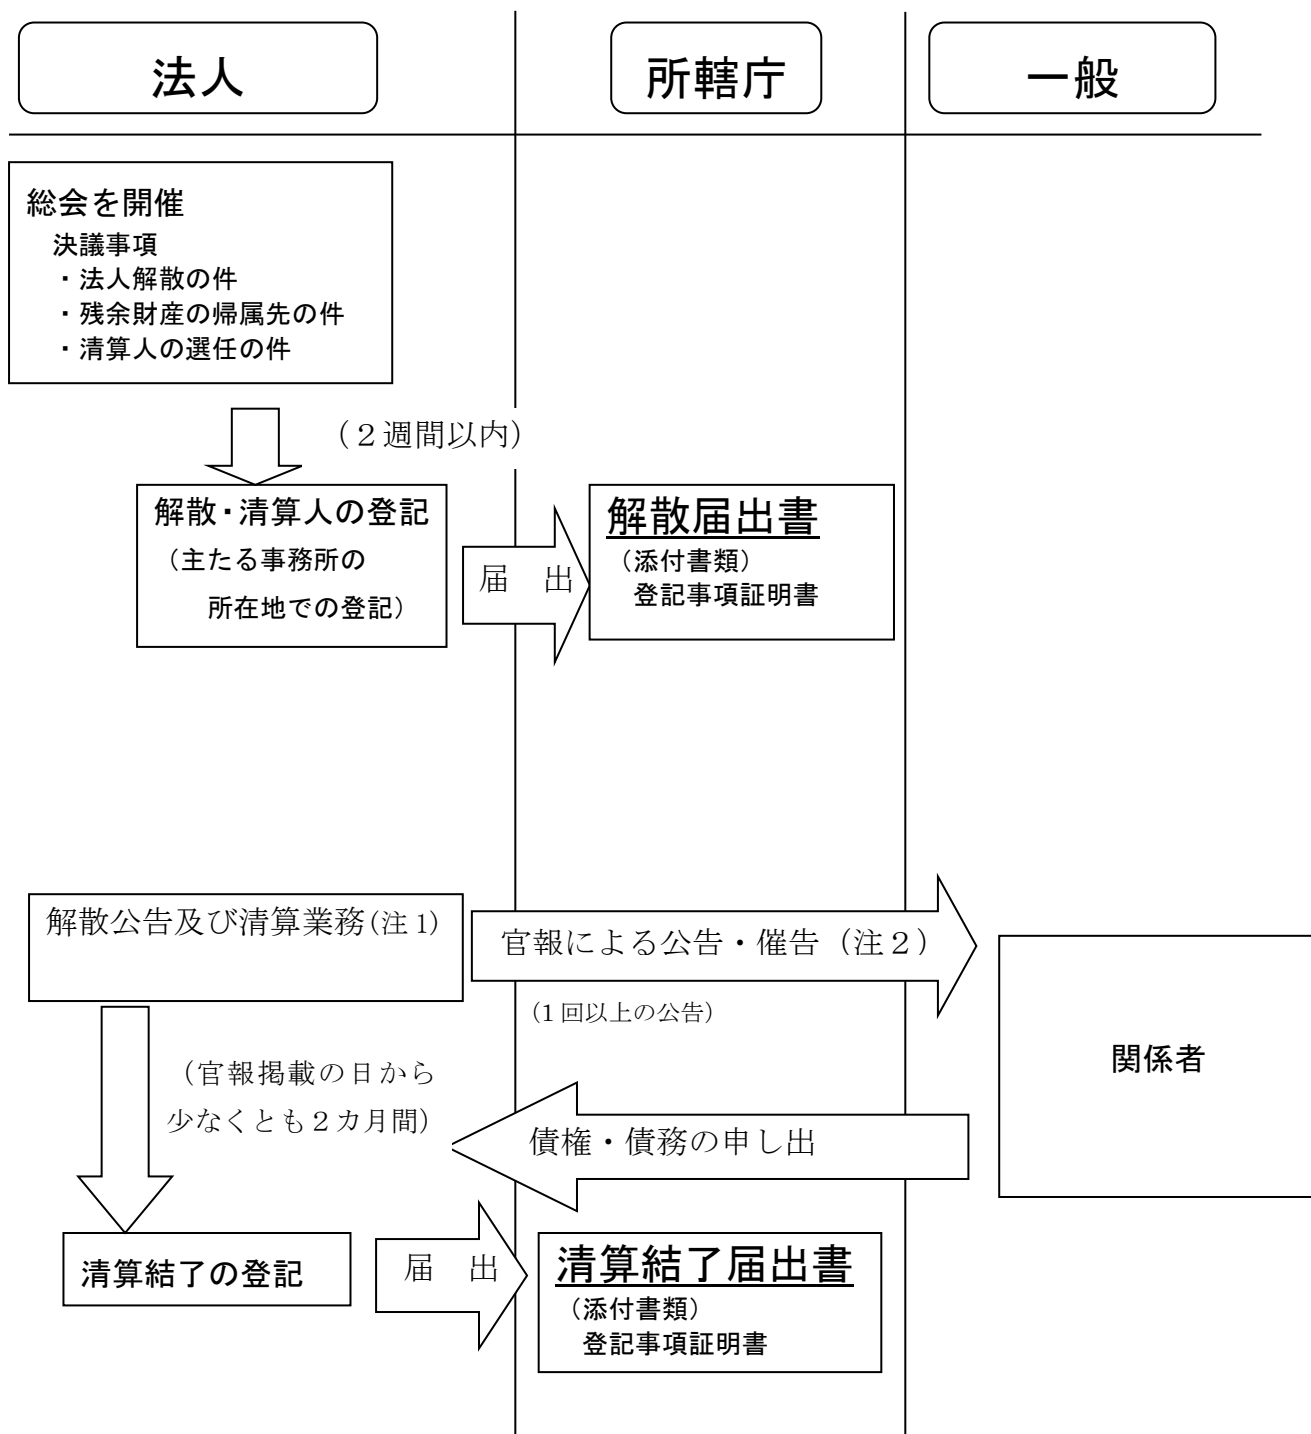 法人
所轄庁
一般
総会を開催
決議事項
・法人解散の件
・残余財産の帰属先の件
・清算人の選任の件
(２週間以内)
解散・清算人の登記
(主たる事務所の
所在地での登記)
届　出
解散届出書
(添付書類)
登記事項証明書
解散公告及び清算業務(注1)
官報による公告・催告(注２)
(1回以上の公告)
関係者
(官報掲載の日から
少なくとも２カ月間)
債権・債務の申し出
清算結了の登記
届　出
清算結了届出書
(添付書類)
登記事項証明書